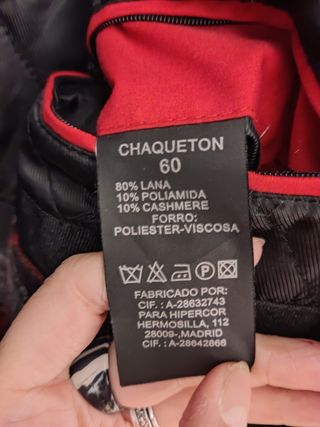 CHAQUETON
60
80% LANA
10% POLIAMIDA
10% CASHMERE
FORRO:
POLIESTER-VISCOSA
FABRICADO POR:
CIF. : A-28632743
PARA HIPERCOR
HERMOSILLA, 112
28009-,MADRID
CIF.: A-28642866